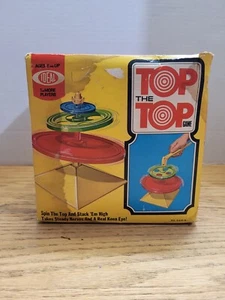 IDEAL
TOP
THE
TOP
GAME
Spin The Top And Stack 'Em High
Takes Steady Nerves And A Real Keen Eye!